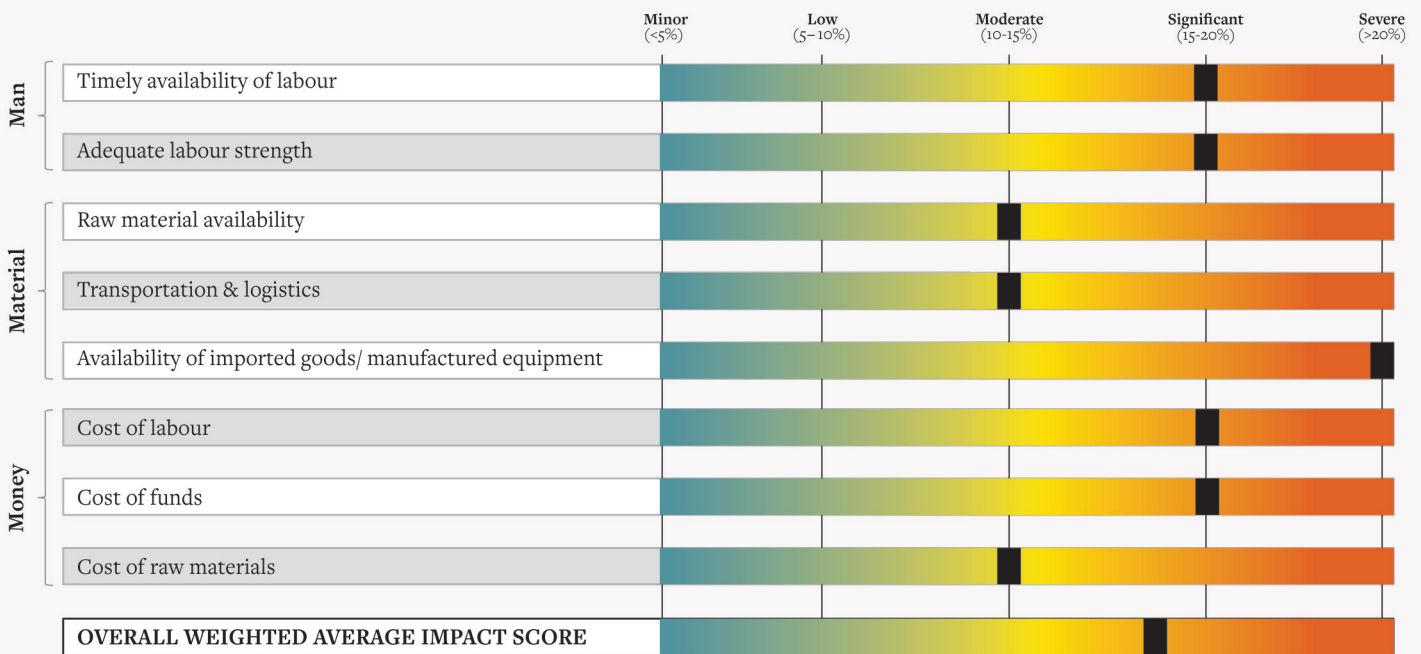 Minor Low Moderate Significant Severe
(<5%) (5–10%) (10-15%) (15-20%) (>20%)
Man
Timely availability of labour
Adequate labour strength
Material
Raw material availability
Transportation & logistics
Availability of imported goods/ manufactured equipment
Money
Cost of labour
Cost of funds
Cost of raw materials
OVERALL WEIGHTED AVERAGE IMPACT SCORE